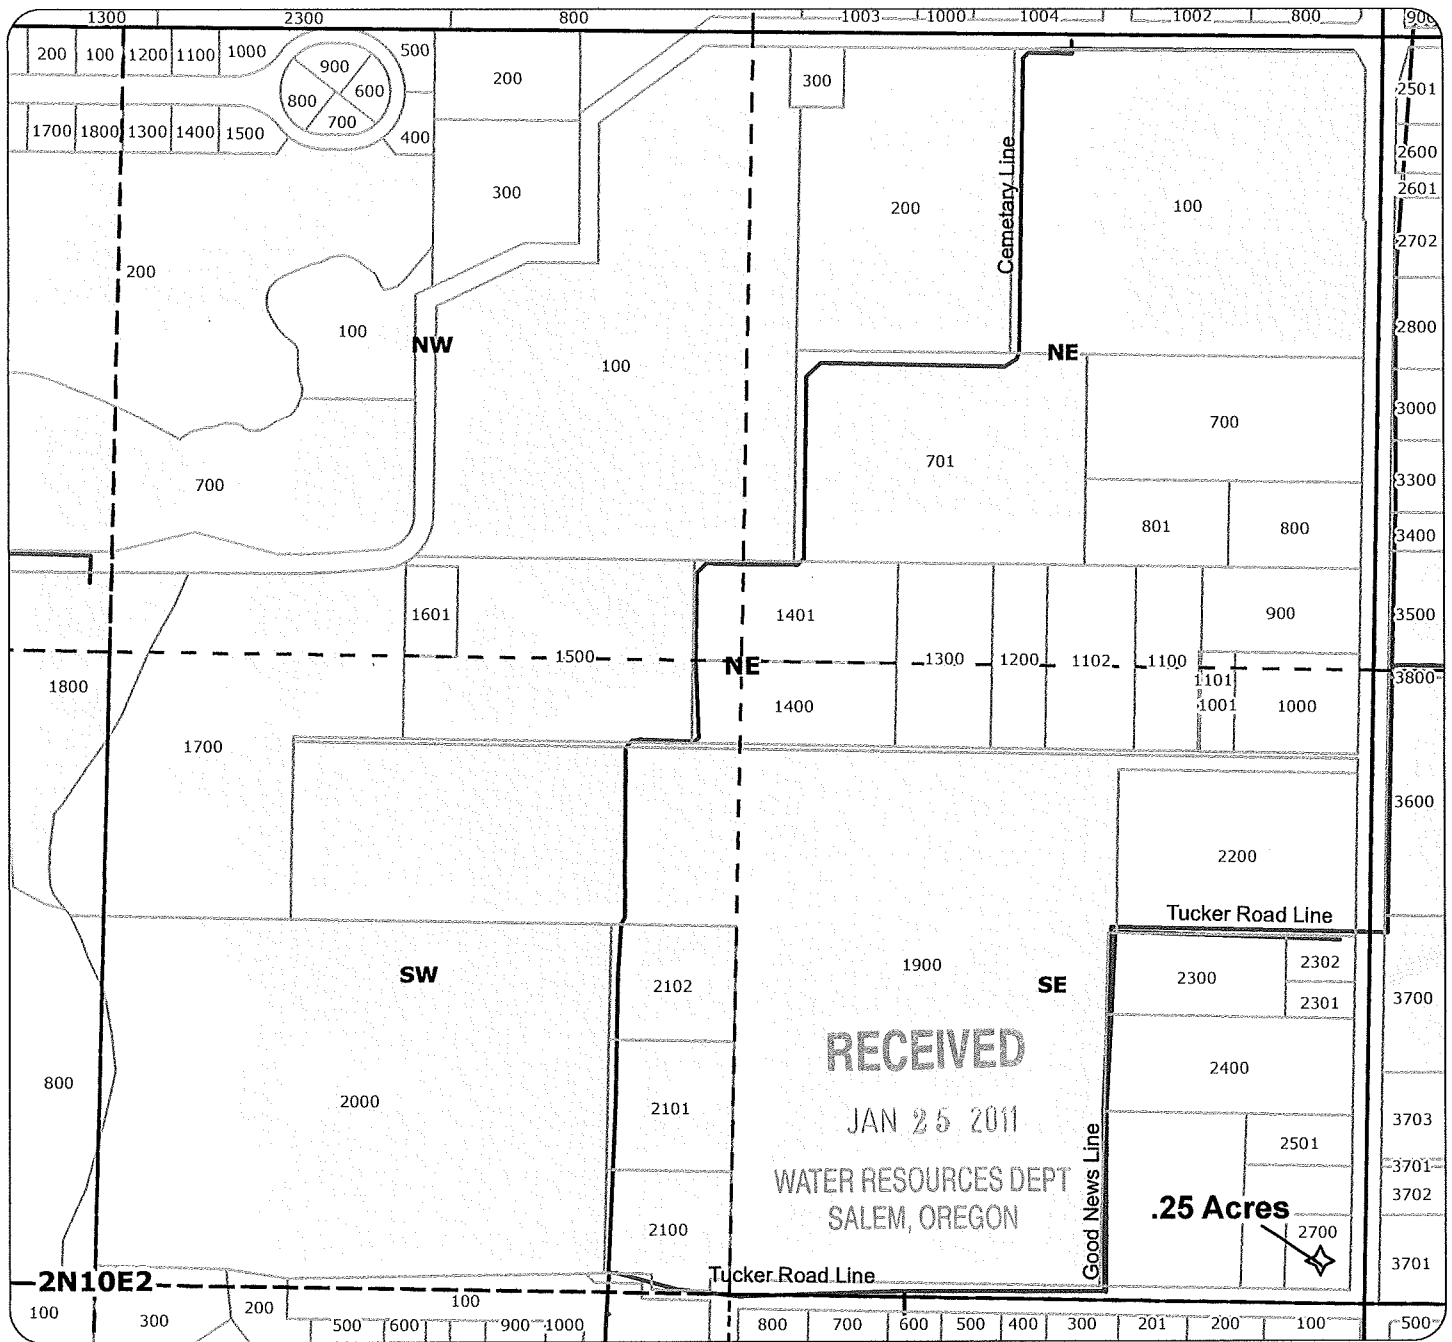 1300 2300 800 1003 1000 1004 1002 800 900
200 100 1200 1100 1000 500
900
800 600
700
200 300 2501
1700 1800 1300 1400 1500 400
2600
300 200 Cemetary Line 100 2601
2702
200
100 NW 100 NE 2800
3000
700
701
700 3300
801 800 3400
1601 1401 900 3500
1500 NE 1300 1200 1102 1100
1800 1101 3800
1400 1001 1000
1700
3600
2200
Tucker Road Line
SW 1900 SE 2300 2302
2102 2301 3700
RECEIVED
2400
800 2000 2101 JAN 25 2011 3703
2501
3701
WATER RESOURCES DEPT
3702
SALEM, OREGON
2100 Good News Line .25 Acres
2700
3701
2N10E2 Tucker Road Line
100 300 200 100
500 600 900 1000 800 700 600 500 400 300 201 200 100 500